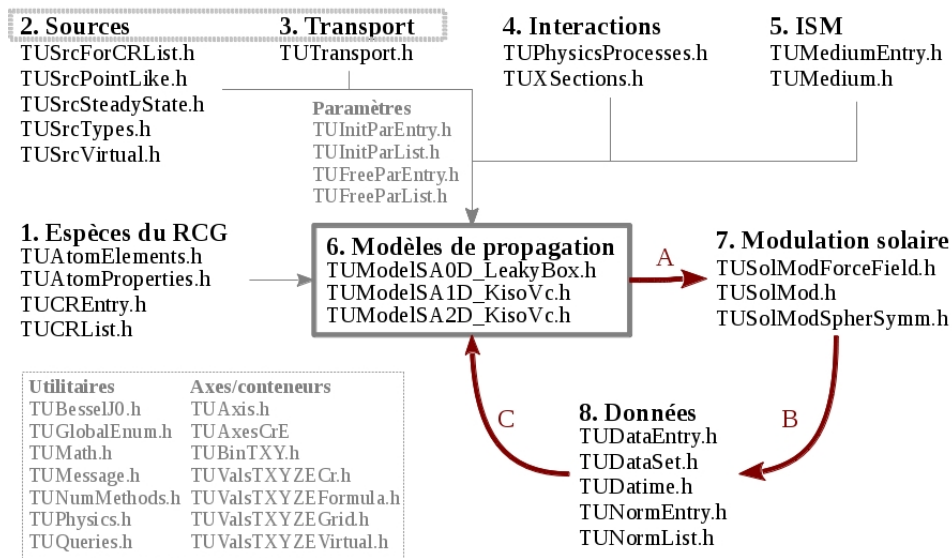 2. Sources
TUSrcForCRList.h
TUSrcPointLike.h
TUSrcSteadyState.h
TUSrcTypes.h
TUSrcVirtual.h
3. Transport
TUTransport.h
4. Interactions
TUPhysicsProcesses.h
TUXSections.h
5. ISM
TUMediumEntry.h
TUMedium.h
Paramètres
TUInitParEntry.h
TUInitParList.h
TUFreeParEntry.h
TUFreeParList.h
1. Espèces du RCG
TUAtomElements.h
TUAtomProperties.h
TUCREntry.h
TUCRList.h
6. Modèles de propagation
TUModelSA0D_LeakyBox.h
TUModelSA1D_KisoVc.h
TUModelSA2D_KisoVc.h
A
7. Modulation solaire
TUSolModForceField.h
TUSolMod.h
TUSolModSpherSymm.h
B
8. Données
TUDataEntry.h
TUDataSet.h
TUDatime.h
TUNormEntry.h
TUNormList.h
C
Utilitaires
TUBesselJ0.h
TUGlobalEnum.h
TUMath.h
TUMessage.h
TUNumMethods.h
TUPhysics.h
TUQueries.h
Axes/conteneurs
TUAxis.h
TUAxesCrE
TUBinTXY.h
TUValsTXYZECr.h
TUValsTXYZEFormula.h
TUValsTXYZEGrid.h
TUValsTXYZEVirtual.h